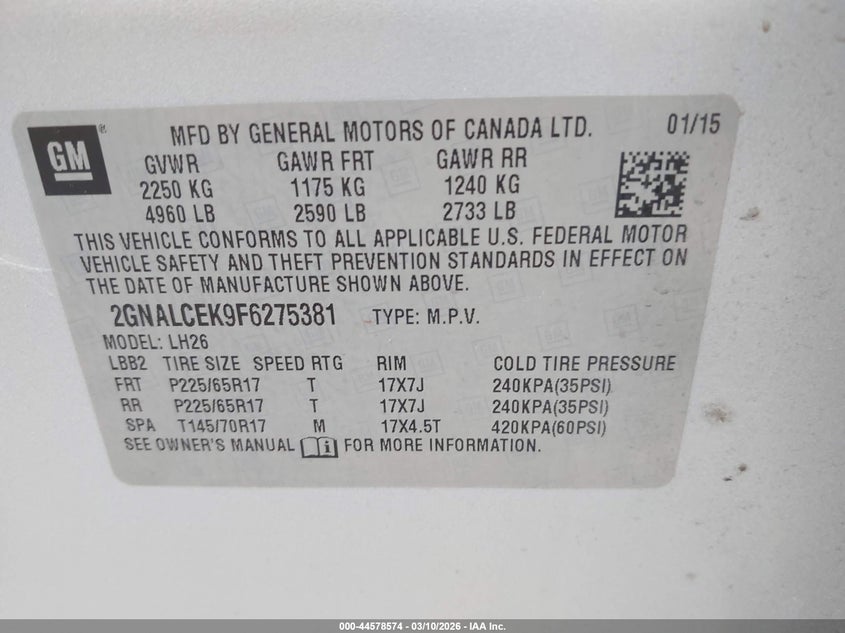 GM ® MFD BY GENERAL MOTORS OF CANADA LTD. 01/15
GVWR GAWR FRT GAWR RR
2250 KG 1175 KG 1240 KG
4960 LB 2590 LB 2733 LB
THIS VEHICLE CONFORMS TO ALL APPLICABLE U.S. FEDERAL MOTOR
VEHICLE SAFETY AND THEFT PREVENTION STANDARDS IN EFFECT ON
THE DATE OF MANUFACTURE SHOWN ABOVE.
2GNALCEK9F6275381 TYPE: M.P.V.
MODEL: LH26
LBB2 TIRE SIZE SPEED RTG RIM COLD TIRE PRESSURE
FRT P225/65R17 T 17X7J 240KPA(35PSI)
RR P225/65R17 T 17X7J 240KPA(35PSI)
SPA T145/70R17 M 17X4.5T 420KPA(60PSI)
SEE OWNER'S MANUAL FOR MORE INFORMATION.
000-44578574 | 03/10/2026 - IAA Inc.